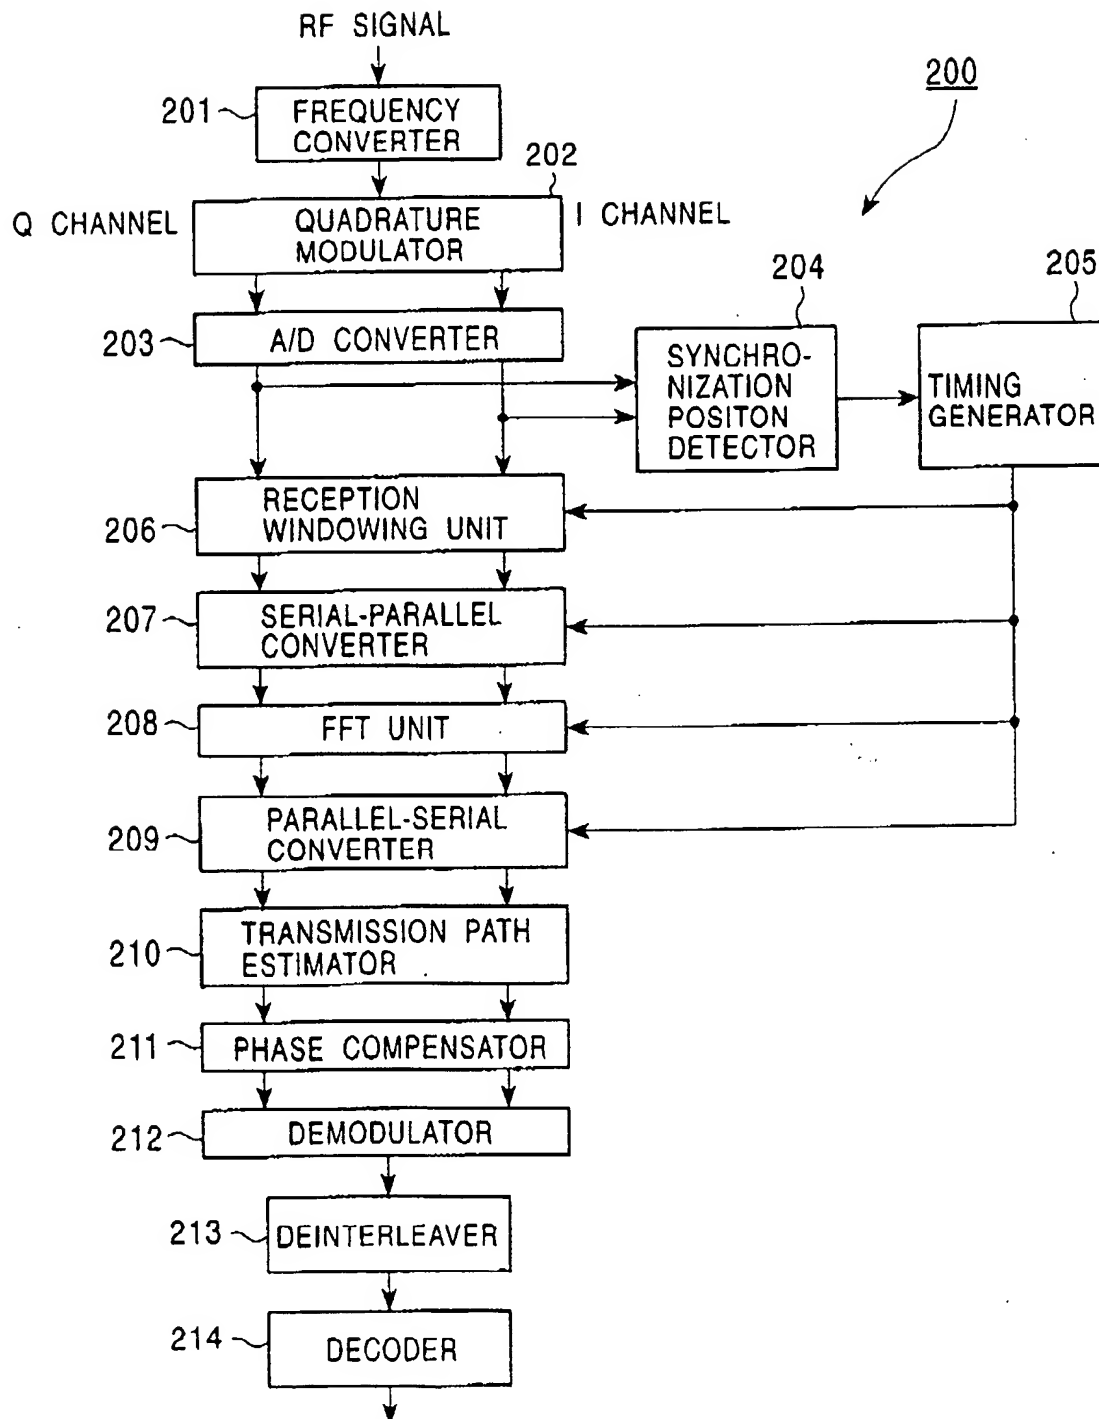 RF SIGNAL
200
201
FREQUENCY
CONVERTER
202
Q CHANNEL
QUADRATURE
MODULATOR
I CHANNEL
204
205
203
A/D CONVERTER
SYNCHRO-
NIZATION
POSITON
DETECTOR
TIMING
GENERATOR
206
RECEPTION
WINDOWING UNIT
207
SERIAL-PARALLEL
CONVERTER
208
FFT UNIT
209
PARALLEL-SERIAL
CONVERTER
210
TRANSMISSION PATH
ESTIMATOR
211
PHASE COMPENSATOR
212
DEMODULATOR
213
DEINTERLEAVER
214
DECODER